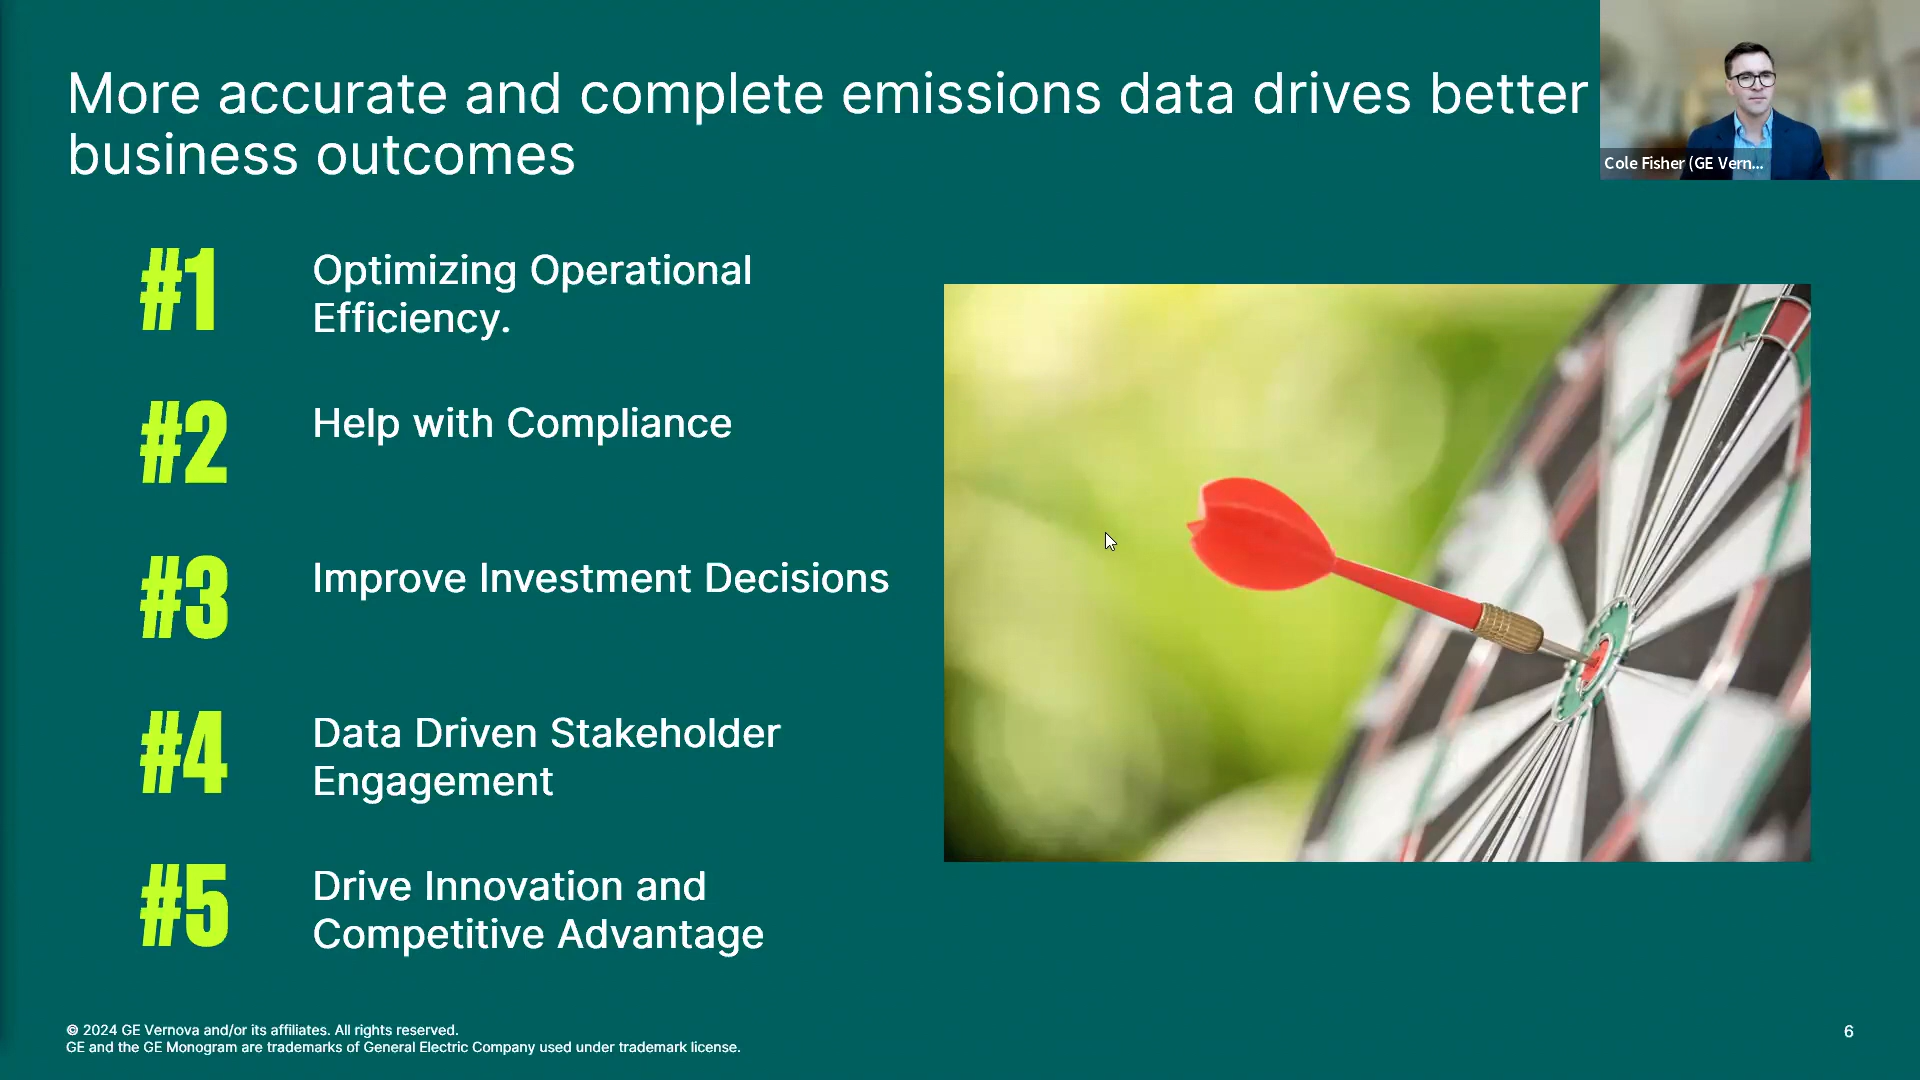 More accurate and complete emissions data drives better
business outcomes
Cole Fisher (GE Vern...
#1
Optimizing Operational
Efficiency.
#2
Help with Compliance
#3
Improve Investment Decisions
#4
Data Driven Stakeholder
Engagement
#5
Drive Innovation and
Competitive Advantage
© 2024 GE Vernova and/or its affiliates. All rights reserved.
GE and the GE Monogram are trademarks of General Electric Company used under trademark license.
6